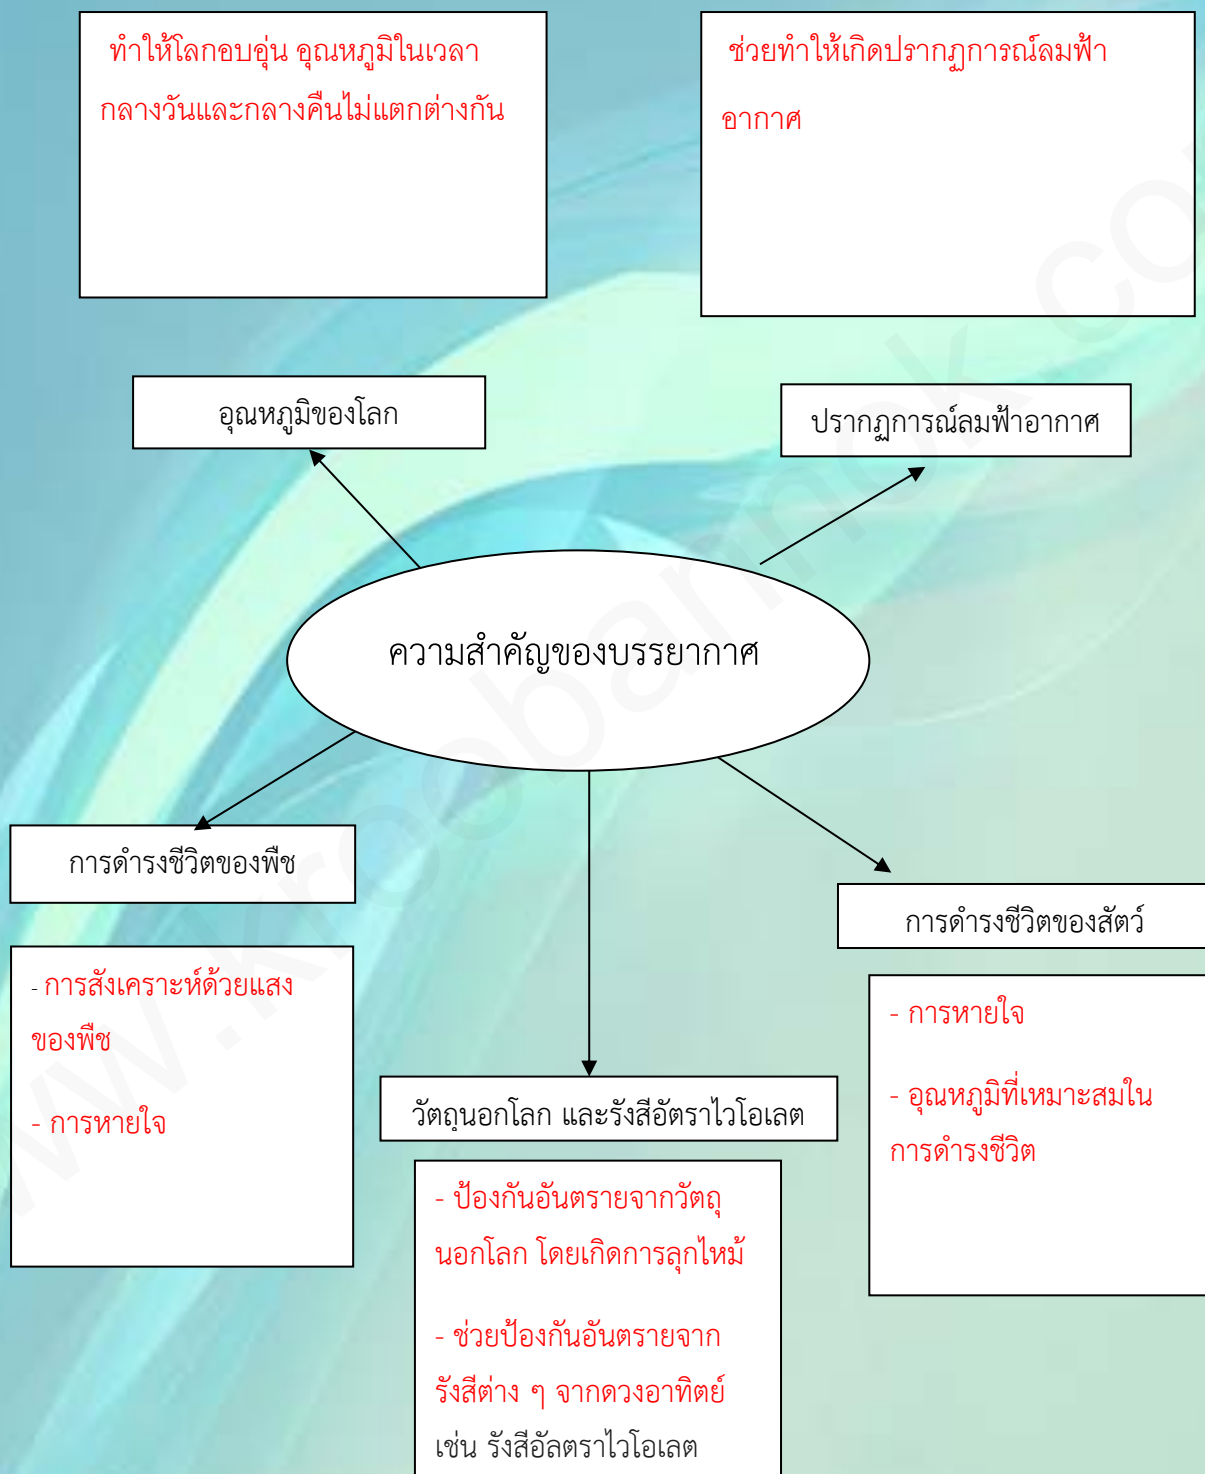 ทำให้โลกอบอุ่น อุณหภูมิในเวลา
กลางวันและกลางคืนไม่แตกต่างกัน
ช่วยทำให้เกิดปรากฏการณ์ลมฟ้า
อากาศ
อุณหภูมิของโลก
ปรากฏการณ์ลมฟ้าอากาศ
ความสำคัญของบรรยากาศ
การดำรงชีวิตของพืช
- การสังเคราะห์ด้วยแสง
ของพืช
- การหายใจ
การดำรงชีวิตของสัตว์
- การหายใจ
- อุณหภูมิที่เหมาะสมใน
การดำรงชีวิต
วัตถุนอกโลก และรังสีอัตราไวโอเลต
- ป้องกันอันตรายจากวัตถุ
นอกโลก โดยเกิดการลุกไหม้
- ช่วยป้องกันอันตรายจาก
รังสีต่าง ๆ จากดวงอาทิตย์
เช่น รังสีอัลตราไวโอเลต
www.kroobannok.co